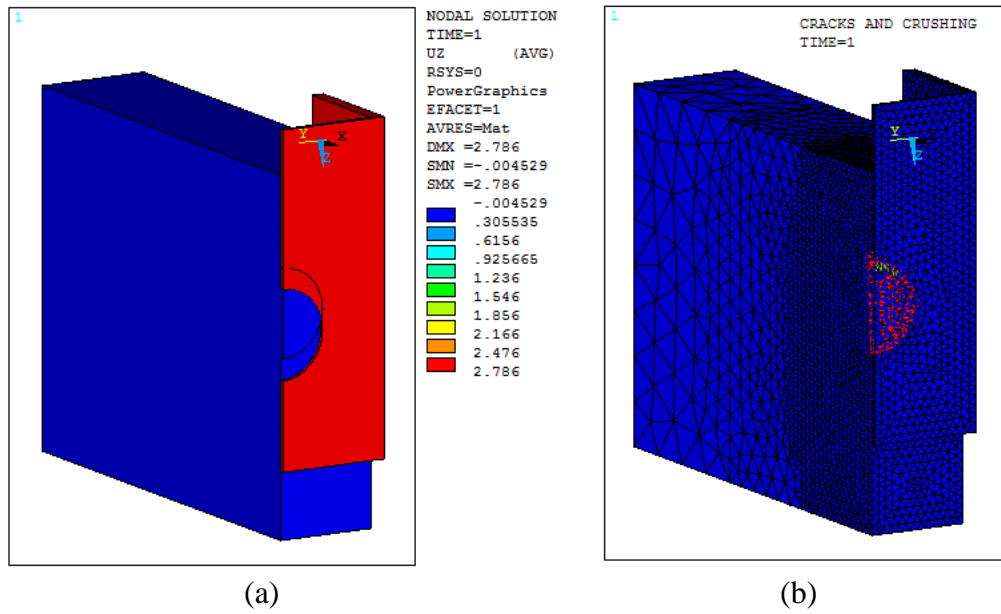 1
NODAL SOLUTION
TIME=1
UZ (AVG)
RSYS=0
PowerGraphics
EFACET=1
AVRES=Mat
DMX =2.786
SMN =-.004529
SMX =2.786
-.004529
.305535
.6156
.925665
1.236
1.546
1.856
2.166
2.476
2.786
Y X
Z
(a)
1
CRACKS AND CRUSHING
TIME=1
Y
Z
(b)